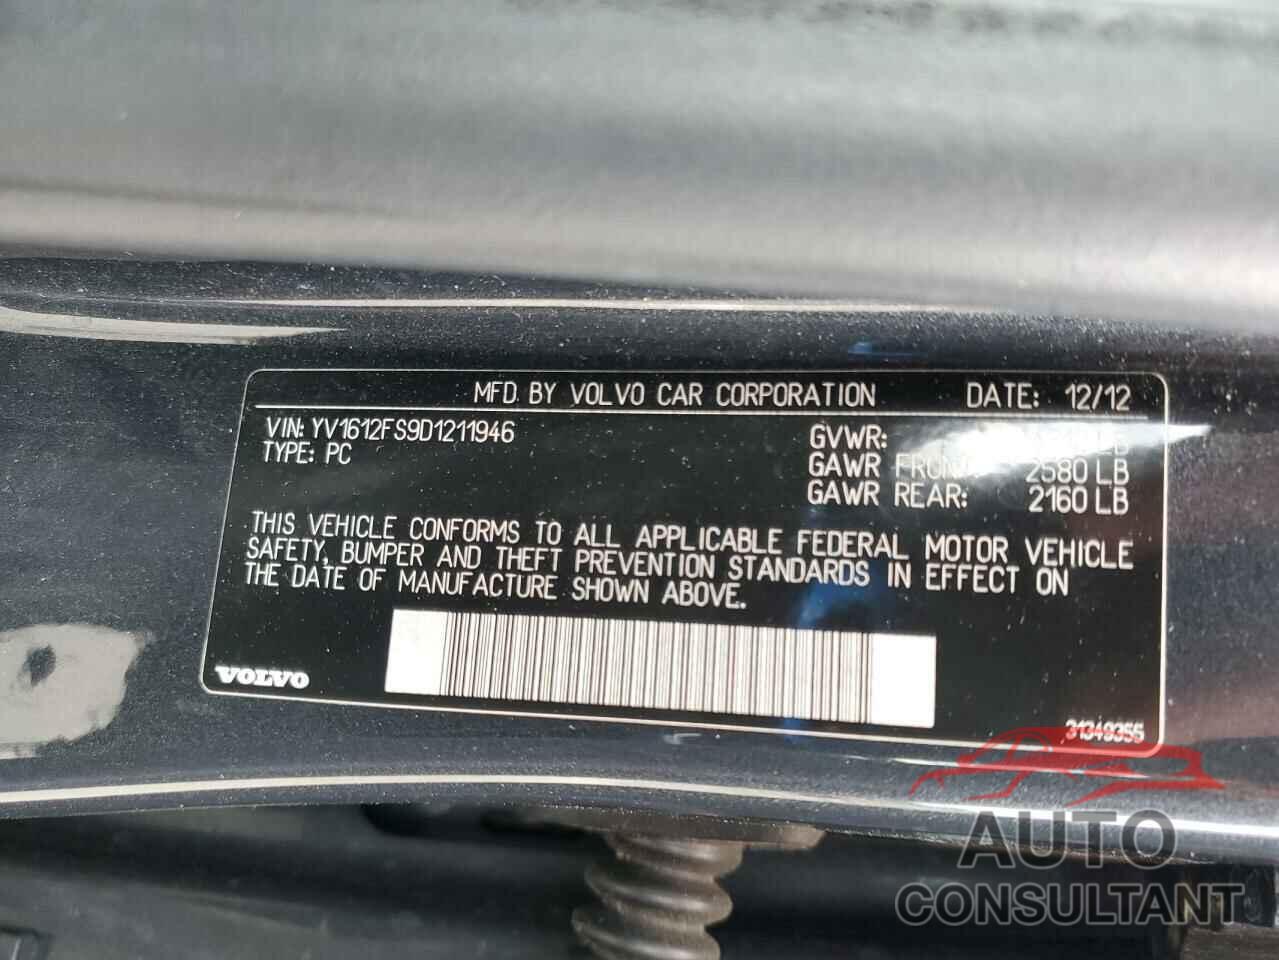 MFD. BY VOLVO CAR CORPORATION DATE: 12/12
VIN: YV1612FS9D1211946 GVWR: LB
TYPE: PC GAWR FRONT: 2580 LB
GAWR REAR: 2160 LB
THIS VEHICLE CONFORMS TO ALL APPLICABLE FEDERAL MOTOR VEHICLE
SAFETY, BUMPER AND THEFT PREVENTION STANDARDS IN EFFECT ON
THE DATE OF MANUFACTURE SHOWN ABOVE.
VOLVO
31349355
AUTO
CONSULTANT